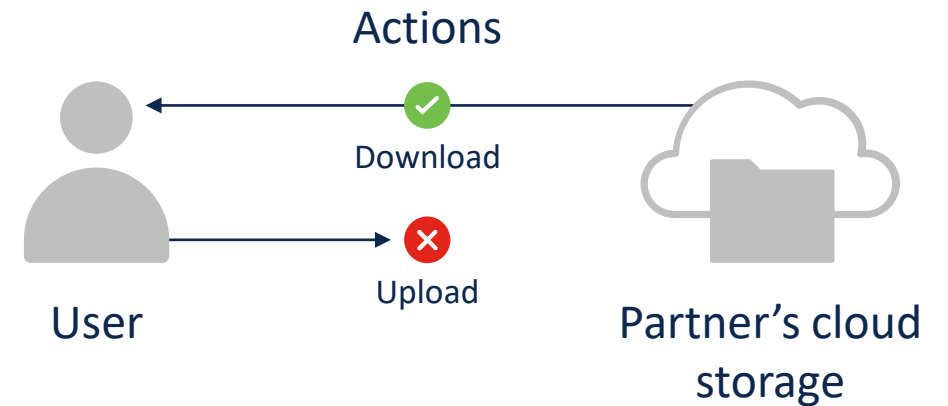 Actions
Download
Upload
User
Partner’s cloud
storage